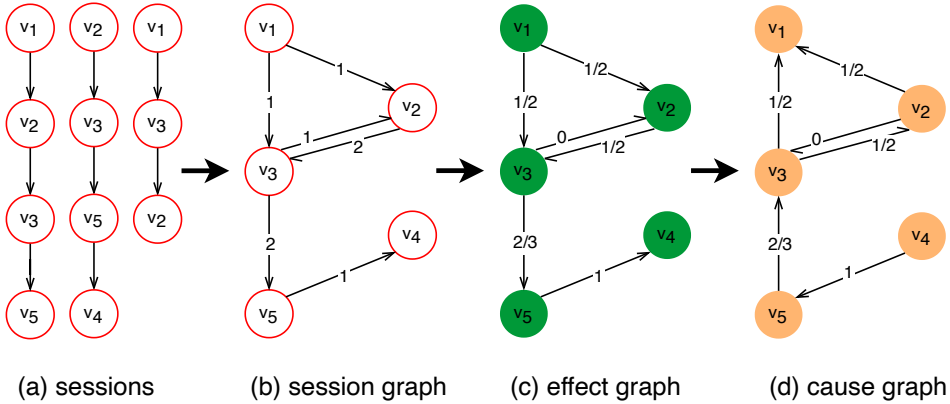 v1 v2 v1
v2 v3 v3
v3 v5 v2
v5 v4
(a) sessions
v1
1
1
v2
1
2
v3
2
v4
1
v5
(b) session graph
v1
1/2
1/2
v2
0
1/2
v3
2/3
v4
1
v5
(c) effect graph
v1
1/2
1/2
v2
0
1/2
v3
2/3
v4
1
v5
(d) cause graph